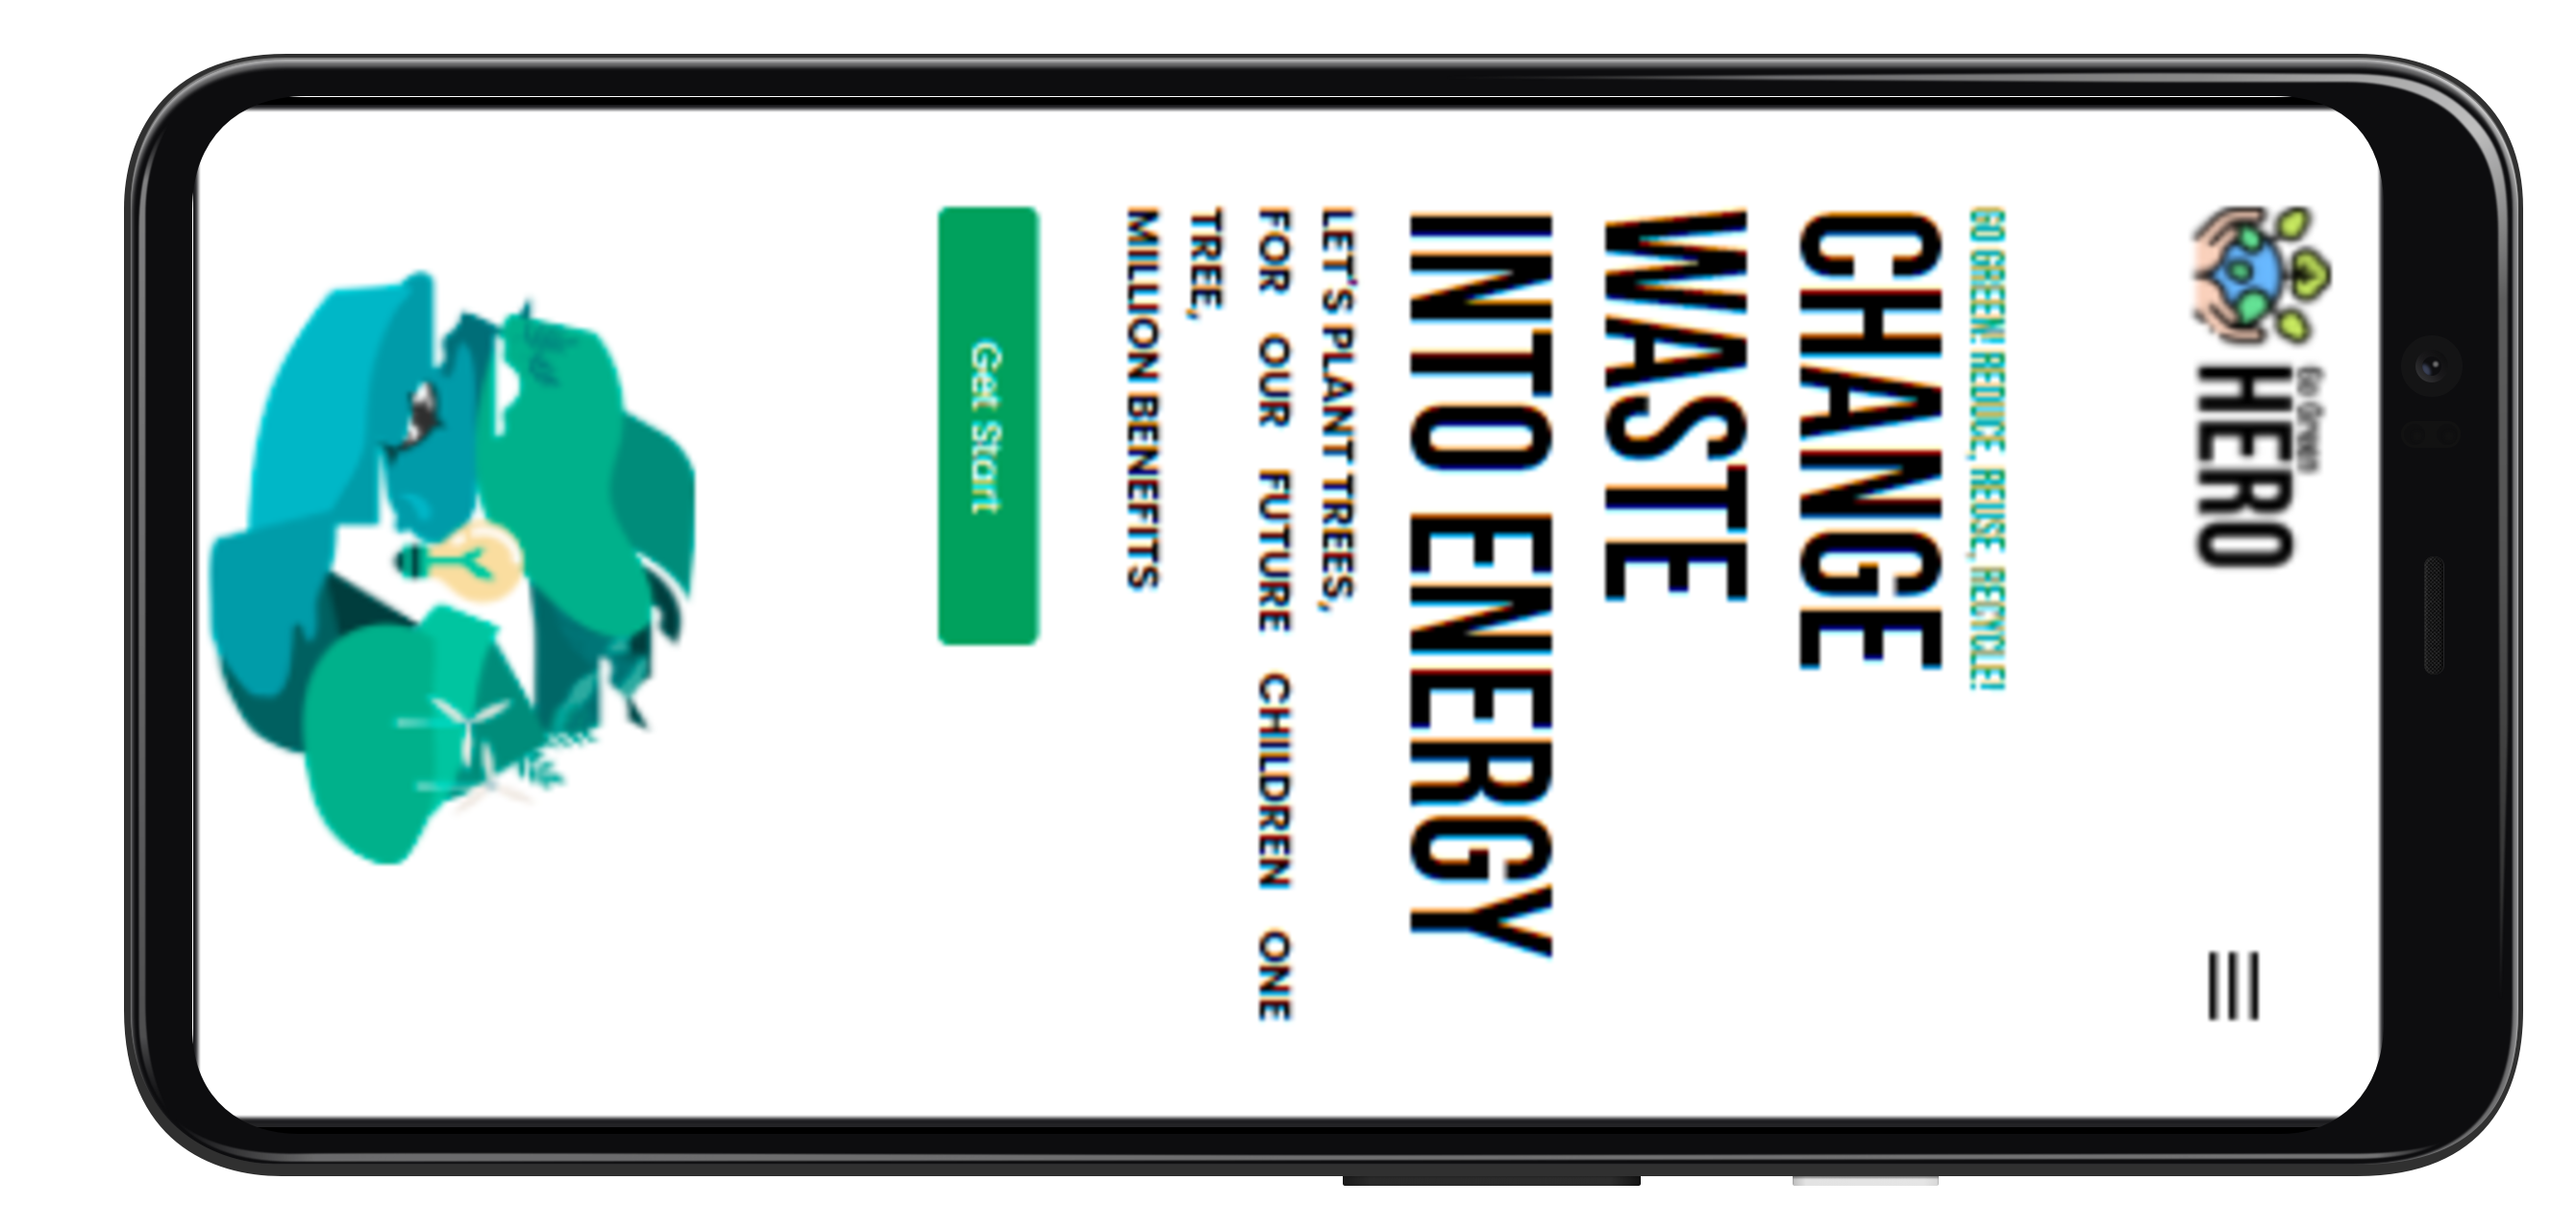 Go Green
HERO
GO GREEN! REDUCE, REUSE, RECYCLE!
CHANGE
WASTE
INTO ENERGY
LET'S PLANT TREES,
FOR OUR FUTURE CHILDREN ONE
TREE,
MILLION BENEFITS
Get Start